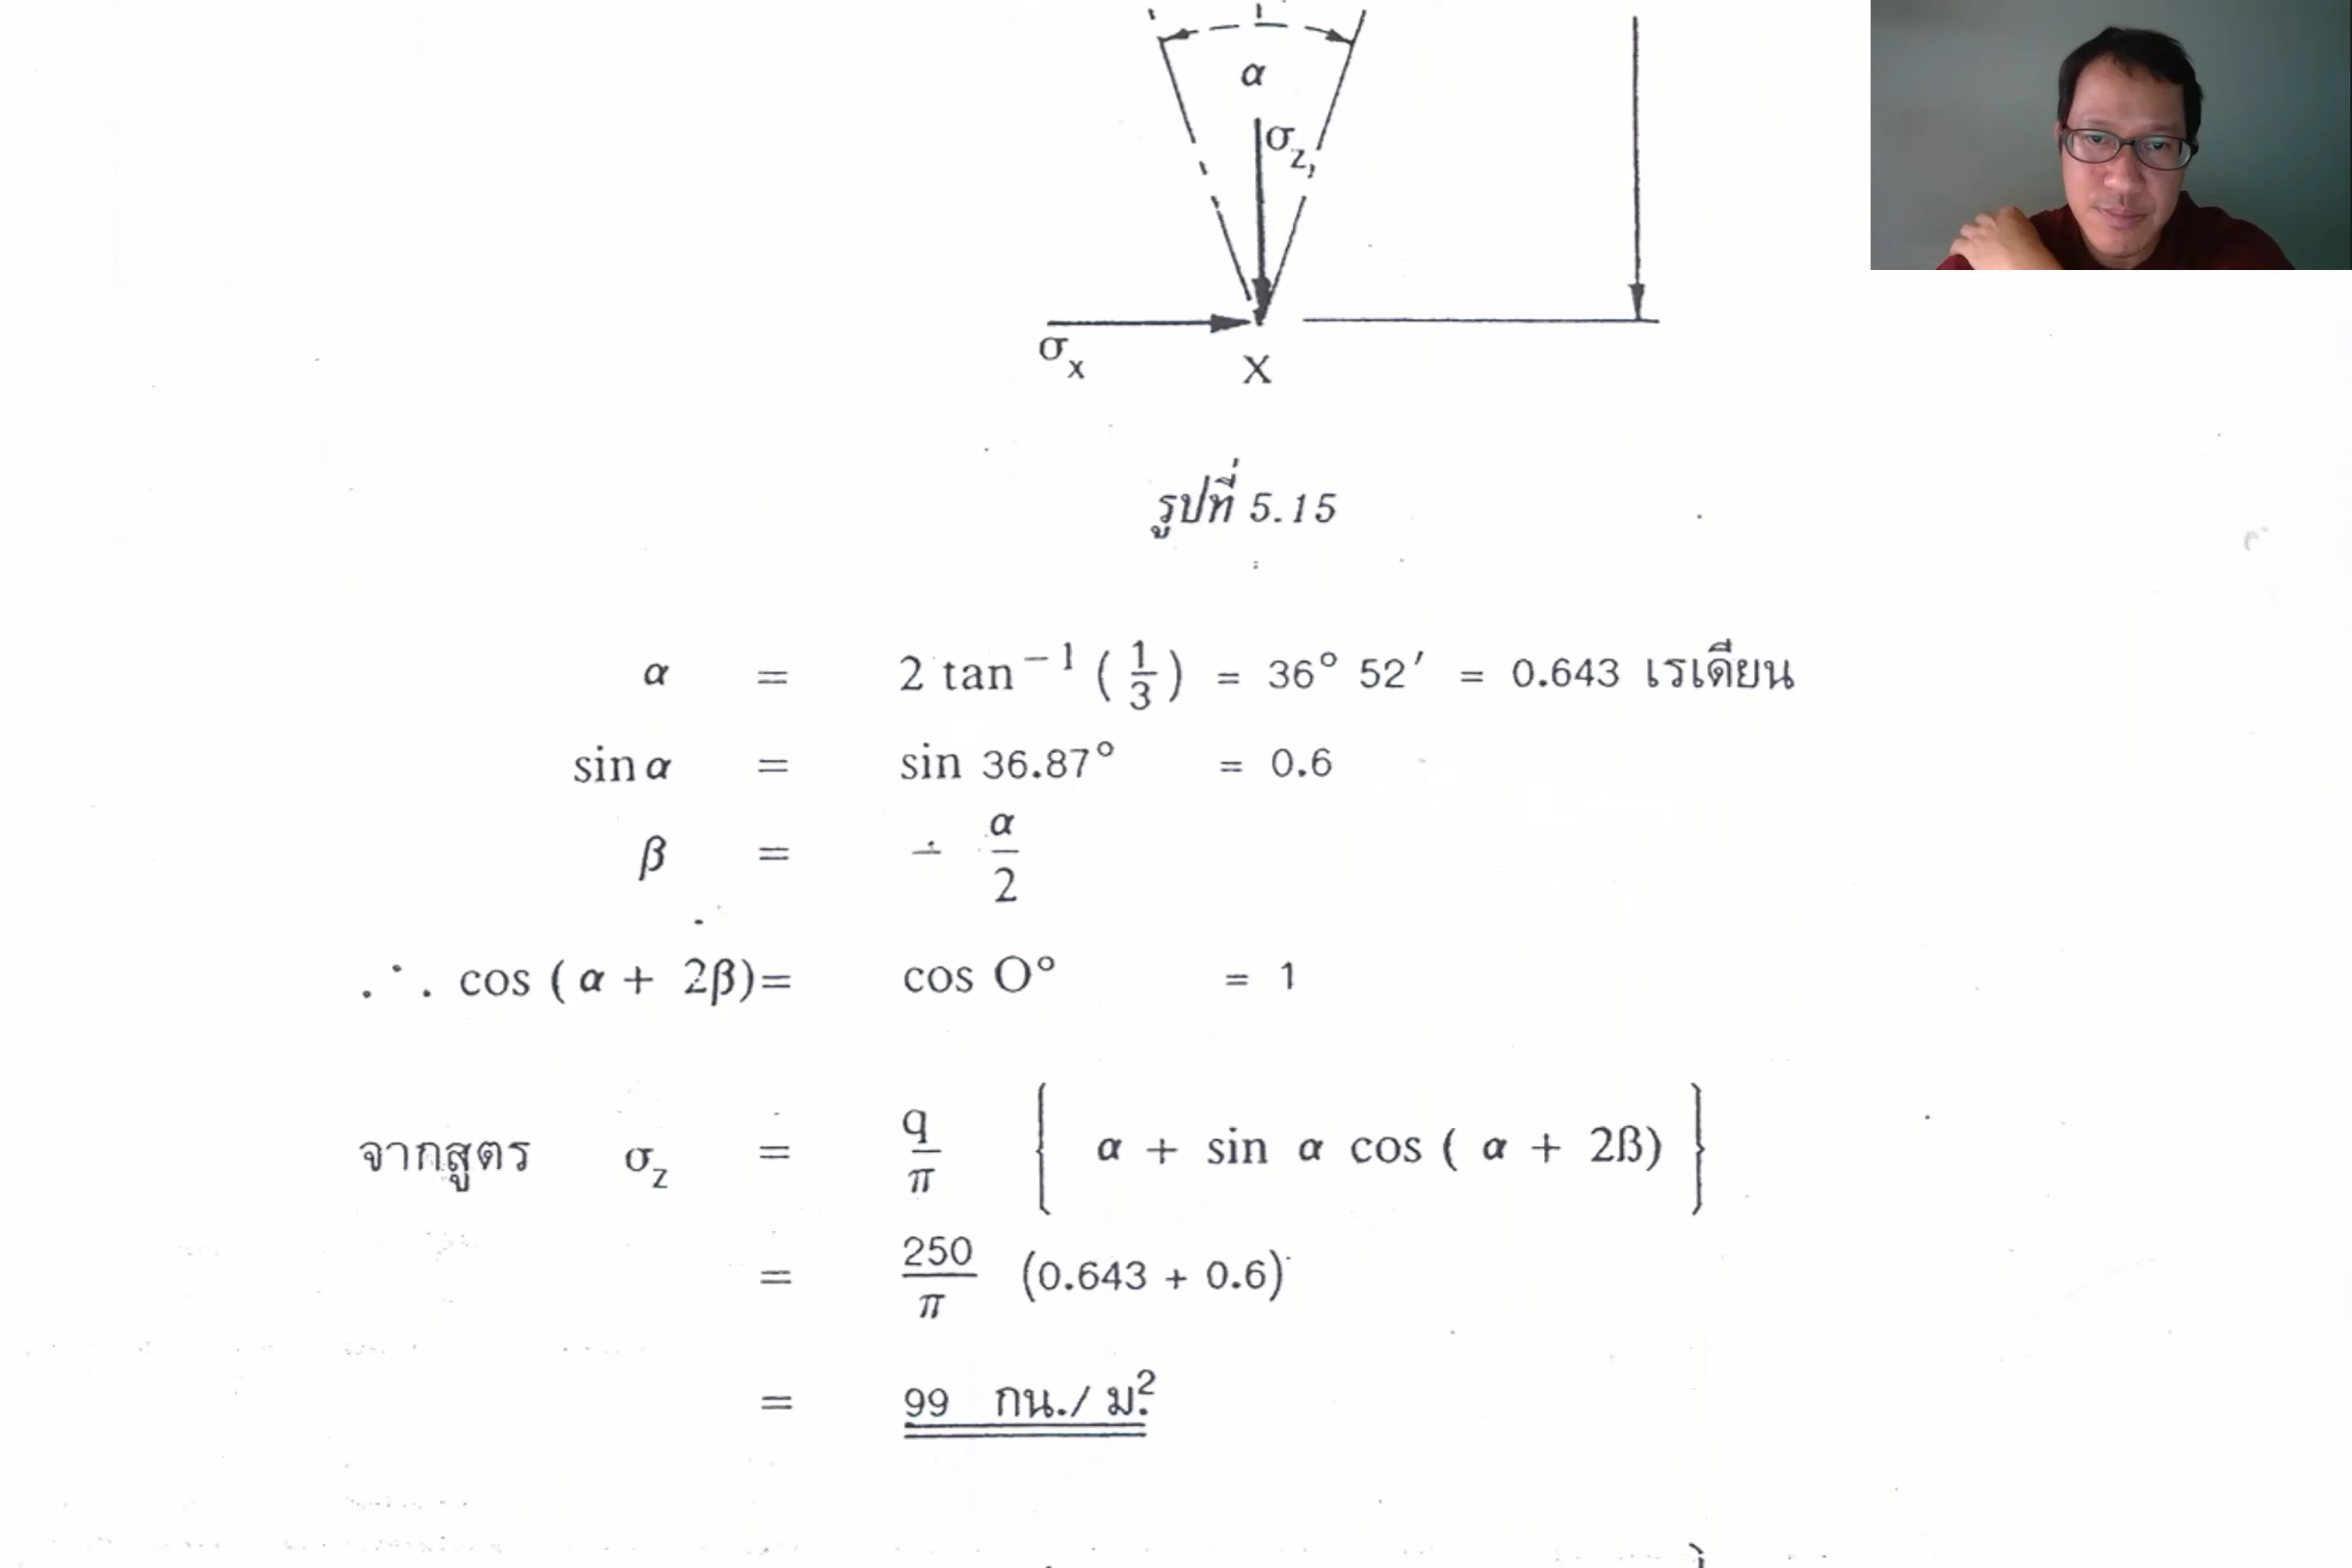 α
σz,
σx
X
รูปที่ 5.15
α = 2 tan⁻¹ (1/3) = 36° 52′ = 0.643 เรเดียน
sin α = sin 36.87° = 0.6
β = - α/2
∴ cos ( α + 2β) = cos O° = 1
จากสูตร σz = q/π { α + sin α cos ( α + 2ß) }
= 250/π (0.643 + 0.6)
= 99 กน./ ม.²